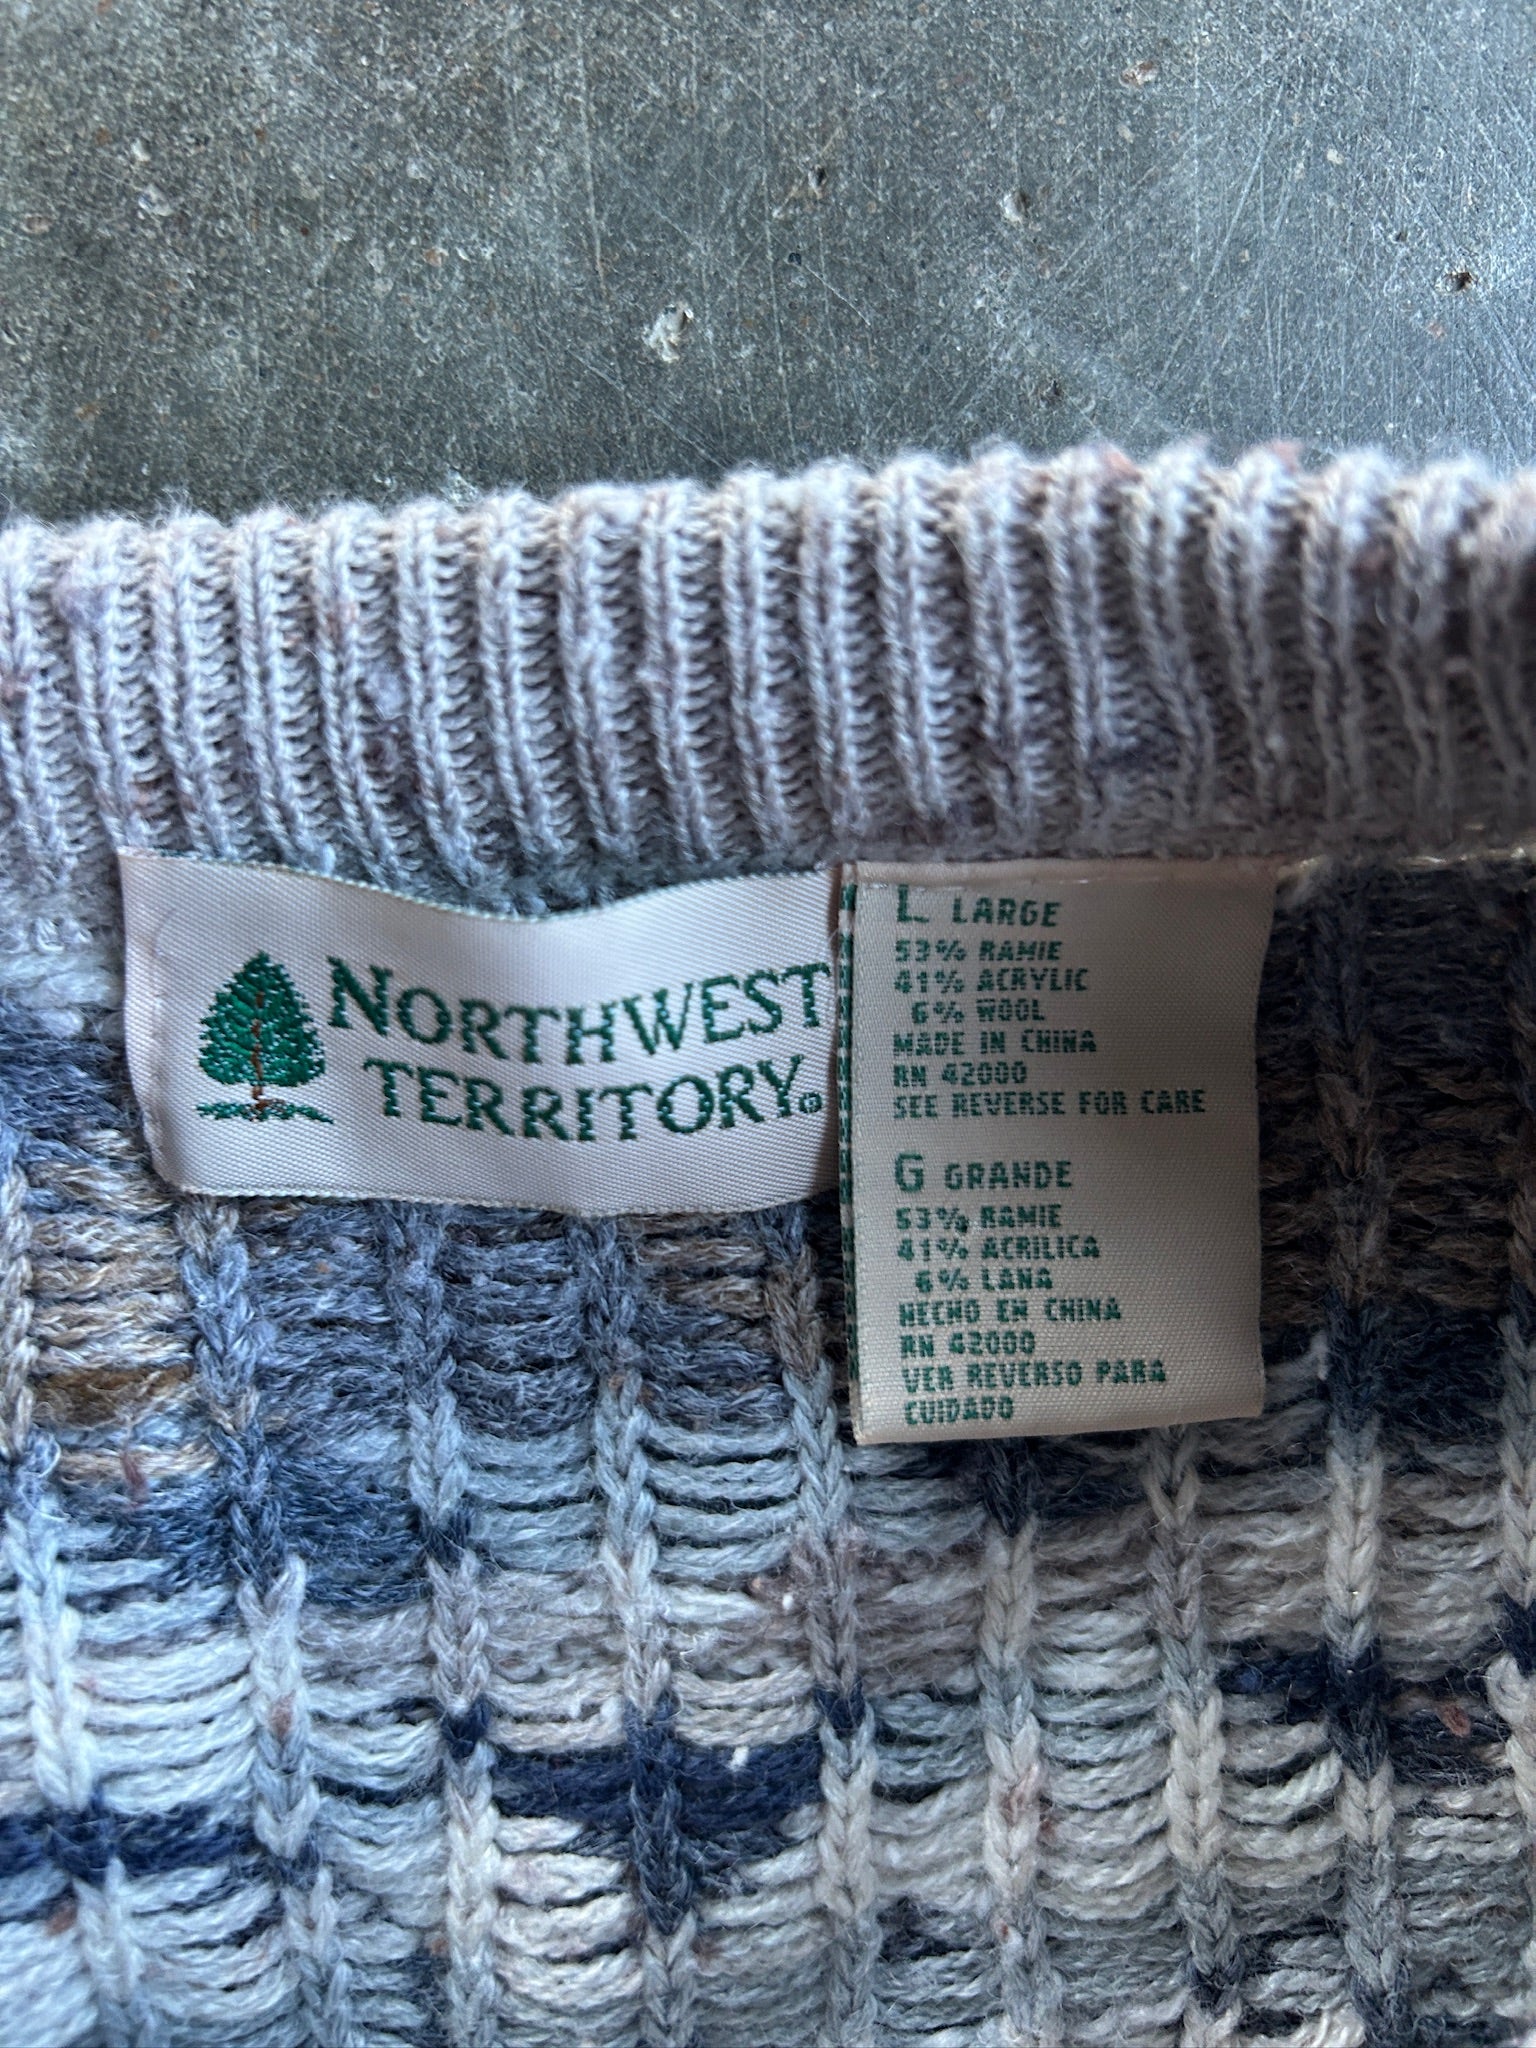 NORTHWEST
TERRITORY
L LARGE
53% RAMIE
41% ACRYLIC
6% WOOL
MADE IN CHINA
RN 42000
SEE REVERSE FOR CARE
G GRANDE
53% RAMIE
41% ACRILICA
6% LANA
HECHO EN CHINA
RN 42000
VER REVERSO PARA
CUIDADO